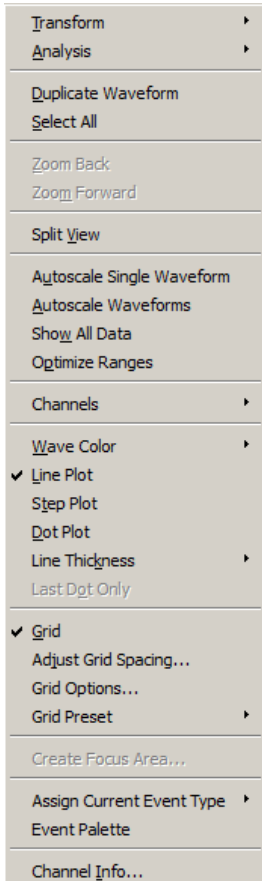 Transform
Analysis
Duplicate Waveform
Select All
Zoom Back
Zoom Forward
Split View
Autoscale Single Waveform
Autoscale Waveforms
Show All Data
Optimize Ranges
Channels
Wave Color
Line Plot
Step Plot
Dot Plot
Line Thickness
Last Dot Only
Grid
Adjust Grid Spacing...
Grid Options...
Grid Preset
Create Focus Area...
Assign Current Event Type
Event Palette
Channel Info...